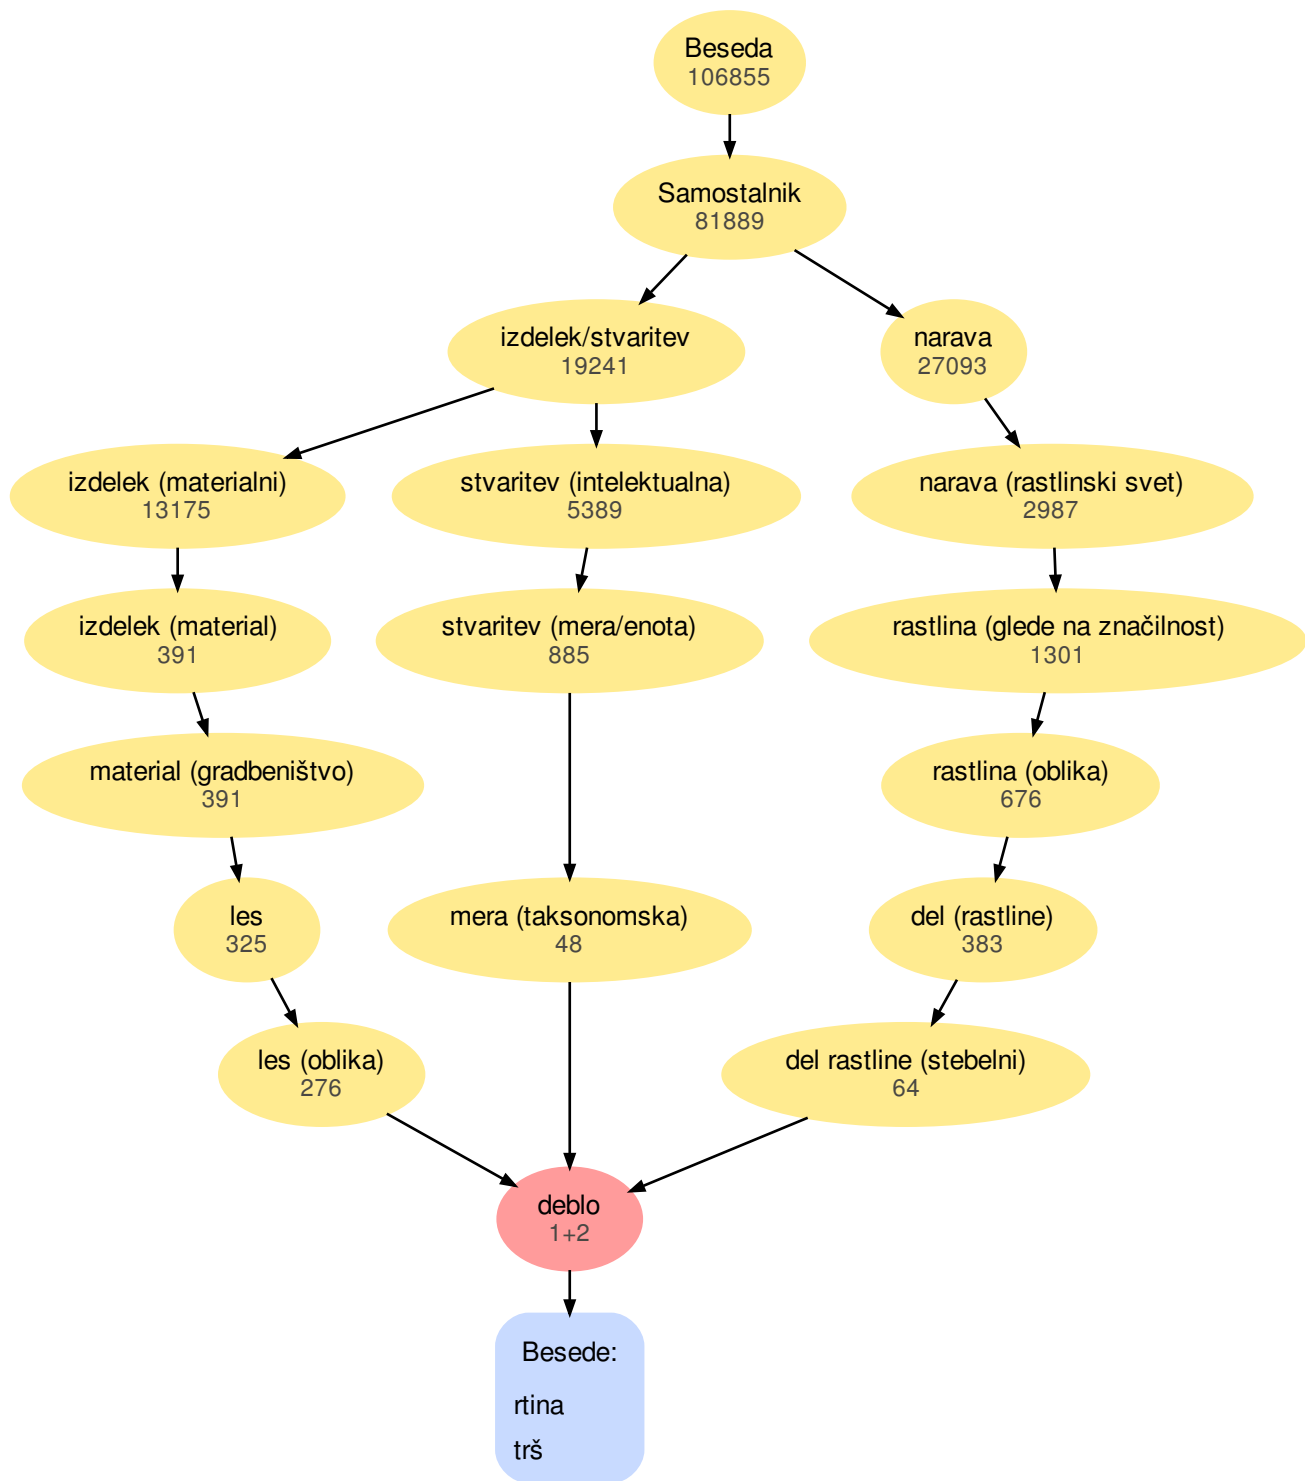 Beseda
106855
Samostalnik
81889
izdelek/stvaritev
19241
narava
27093
izdelek (materialni)
13175
stvaritev (intelektualna)
5389
narava (rastlinski svet)
2987
izdelek (material)
391
stvaritev (mera/enota)
885
rastlina (glede na značilnost)
1301
material (gradbeništvo)
391
rastlina (oblika)
676
les
325
mera (taksonomska)
48
del (rastline)
383
les (oblika)
276
del rastline (stebelni)
64
deblo
1+2
Besede:
rtina
trš